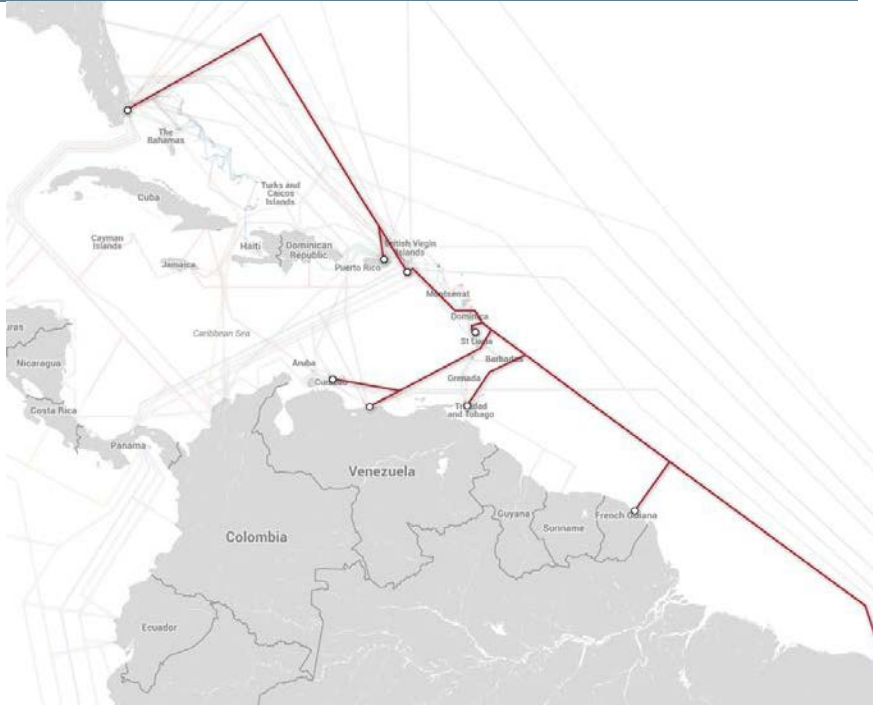 The
Bahamas
Turks and
Caicos
Islands
Cuba
Cayman
Islands
Haiti
Dominican
Republic
British Virgin
Islands
Jamaica
Puerto Rico
Montserrat
Dominica
Caribbean Sea
St Lucia
uras
Nicaragua
Aruba
Barbados
Curacao
Grenada
Costa Rica
Trinidad
and Tobago
Panama
Venezuela
Guyana
French Guiana
Suriname
Colombia
Ecuador